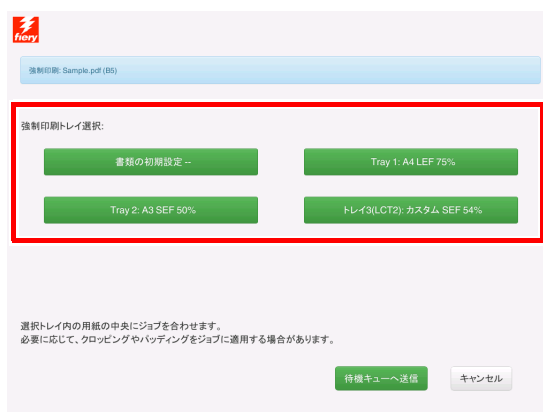 fiery
強制印刷: Sample.pdf (B5)
強制印刷トレイ選択:
書類の初期設定 --
Tray 1: A4 LEF 75%
Tray 2: A3 SEF 50%
トレイ3(LCT2): カスタム SEF 54%
選択トレイ内の用紙の中央にジョブを合わせます。
必要に応じて、クロッピングやパッディングをジョブに適用する場合があります。
待機キューへ送信
キャンセル